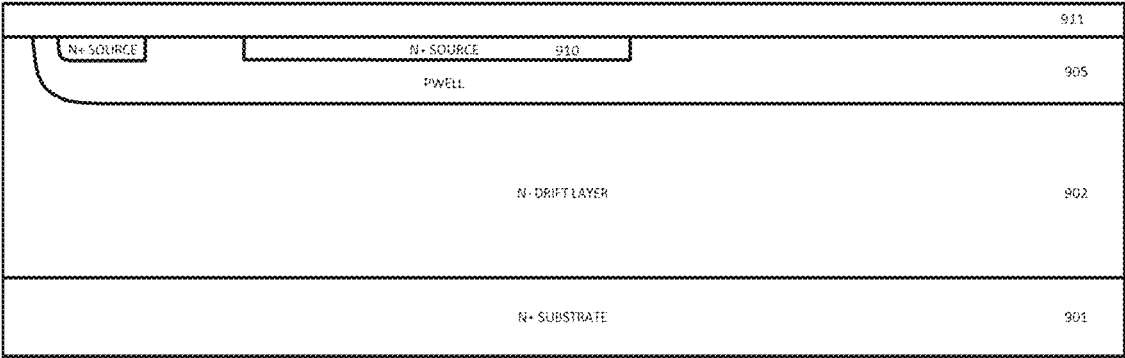 911
N+ SOURCE
N+ SOURCE 910
905
PWELL
N- DRIFT LAYER 902
N+ SUBSTRATE 901